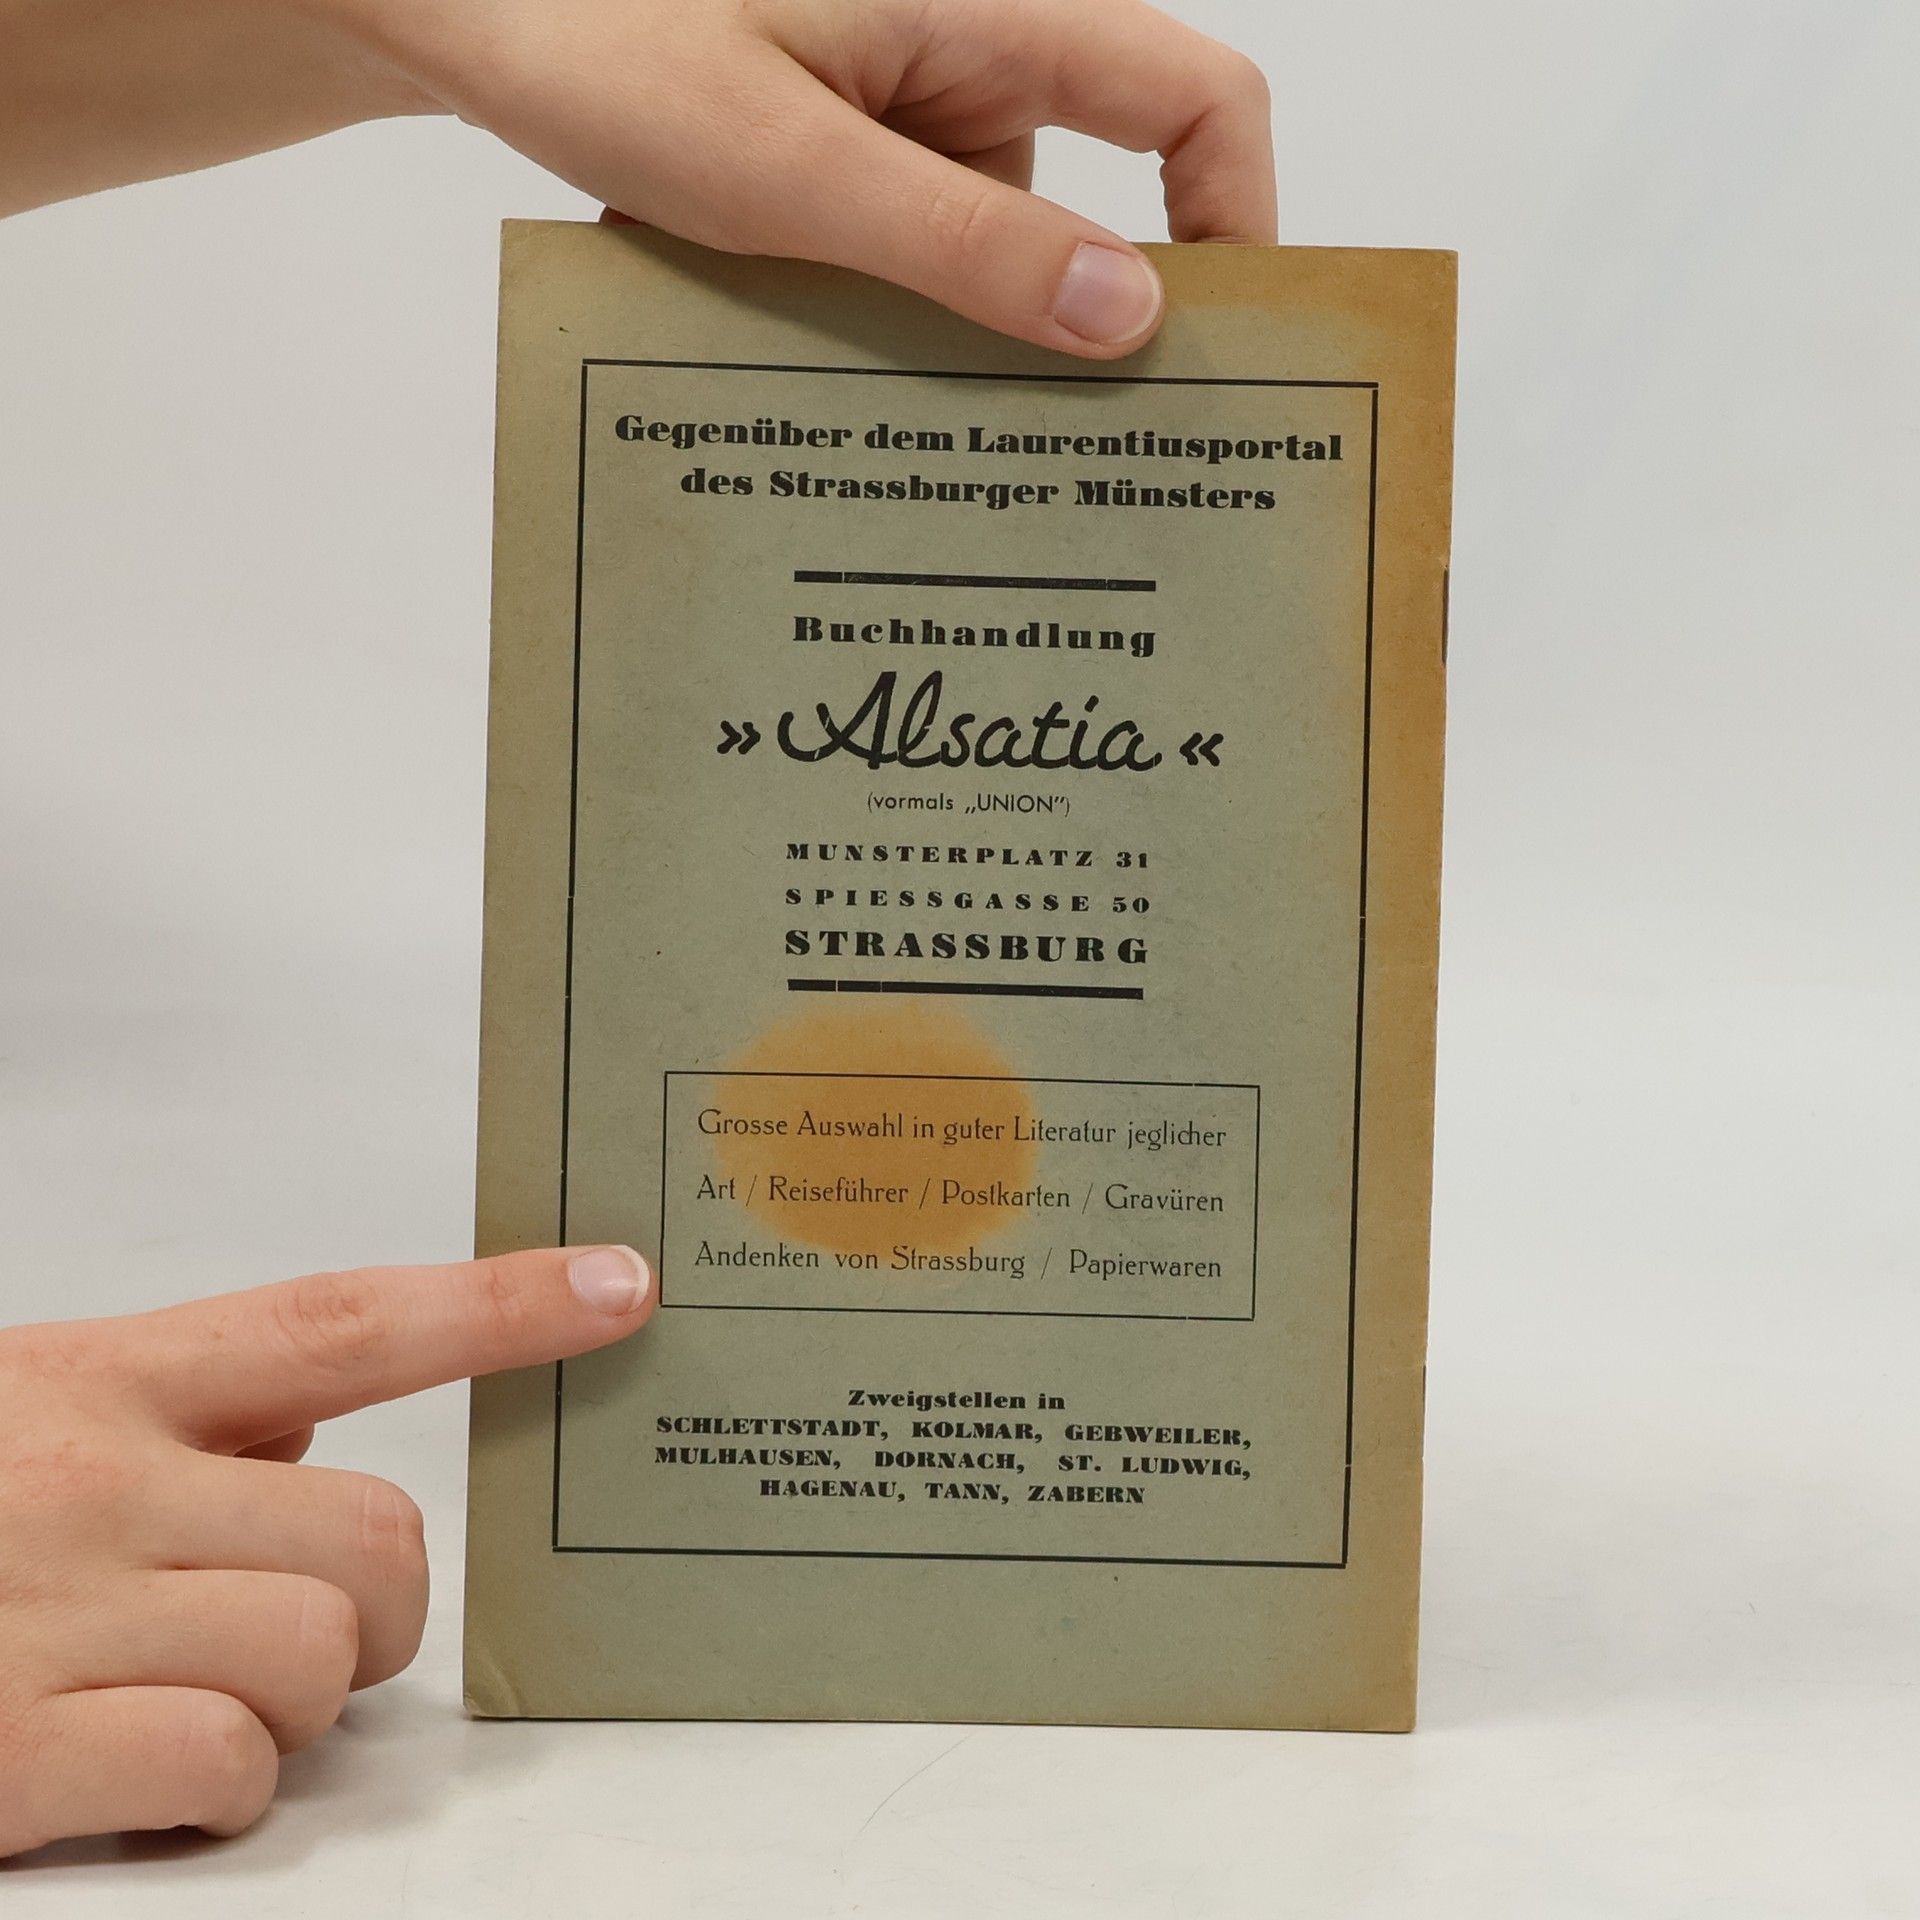 Gegenüber dem Laurentiusportal
des Strassburger Münsters
Buchhandlung
»Alsatia«
(vormals „UNION")
MUNSTERPLATZ 31
SPIESSGASSE 50
STRASSBURG
Grosse Auswahl in guter Literatur jeglicher
Art / Reiseführer / Postkarten / Gravüren
Andenken von Strassburg / Papierwaren
Zweigstellen in
SCHLETTSTADT, KOLMAR, GEBWEILER,
MULHAUSEN, DORNACH, ST. LUDWIG,
HAGENAU, TANN, ZABERN